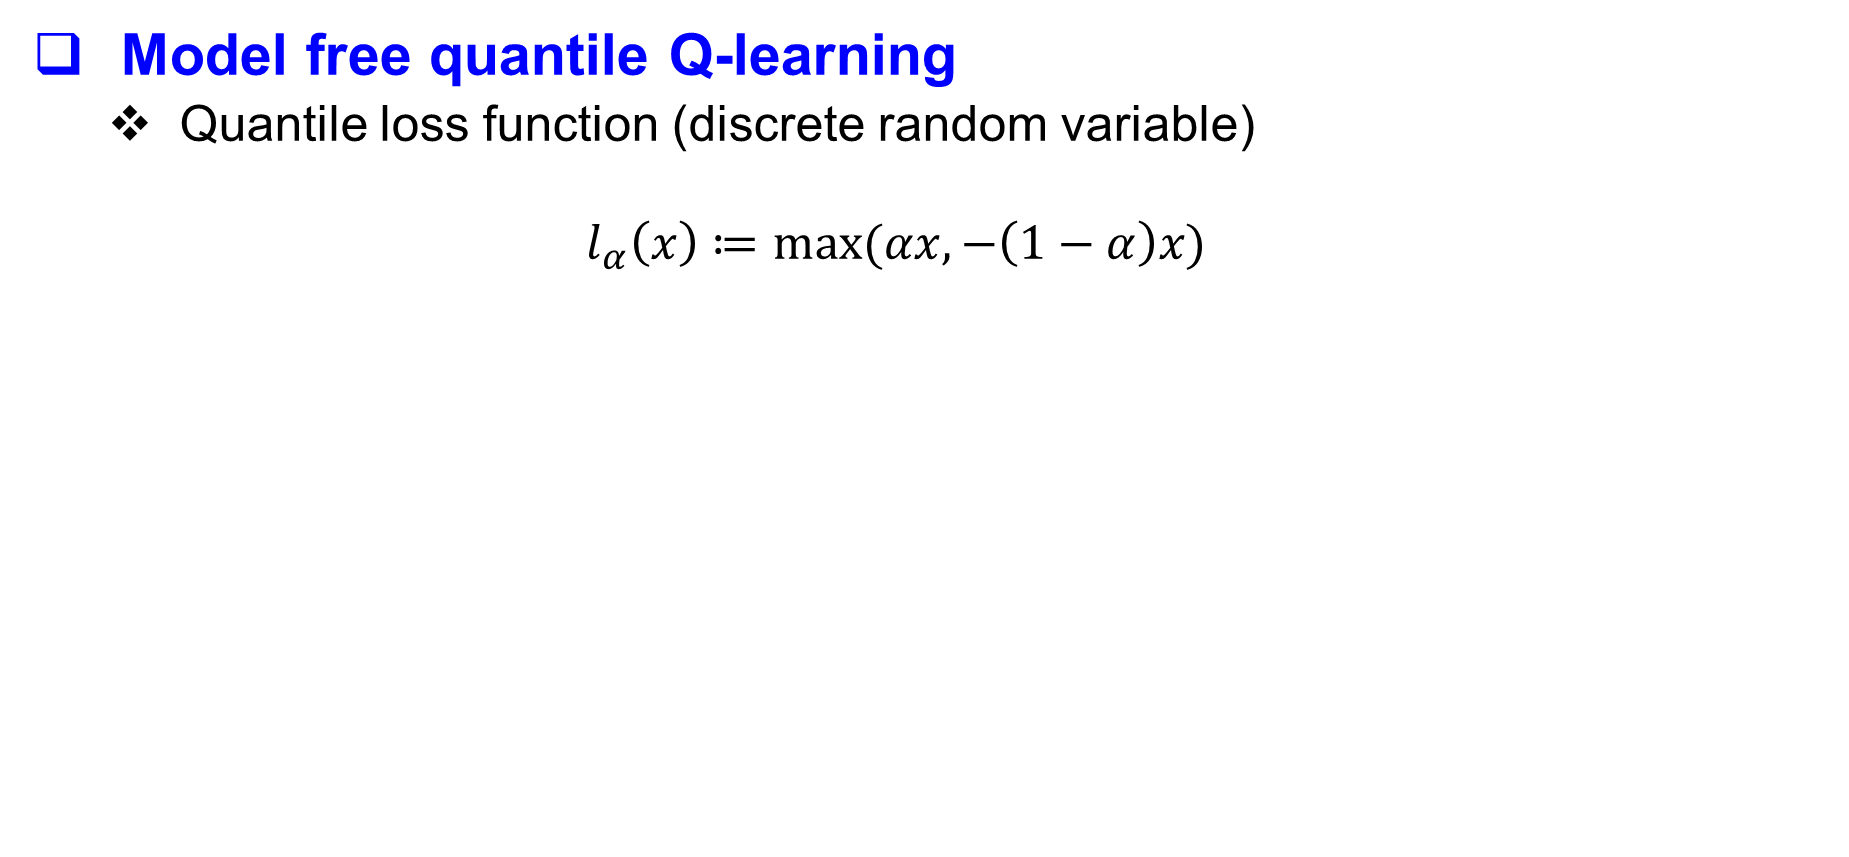 ❑ Model free quantile Q-learning
❖ Quantile loss function (discrete random variable)
𝑙_𝛼(𝑥) ≔ max(𝛼𝑥, −(1 − 𝛼)𝑥)